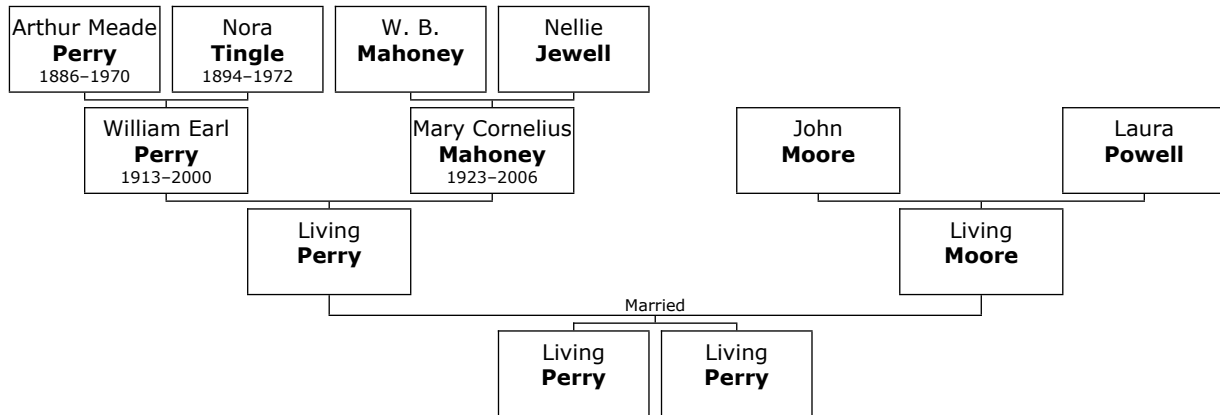 Arthur Meade
Perry
1886–1970
Nora
Tingle
1894–1972
W. B.
Mahoney
Nellie
Jewell
William Earl
Perry
1913–2000
Mary Cornelius
Mahoney
1923–2006
John
Moore
Laura
Powell
Living
Perry
Living
Moore
Married
Living
Perry
Living
Perry